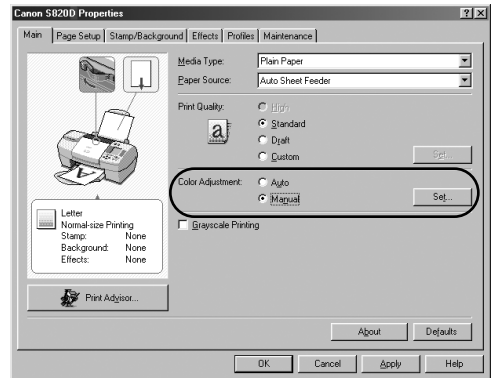 Canon S820D Properties
Main Page Setup Stamp/Background Effects Profiles Maintenance
Media Type: Plain Paper
Paper Source: Auto Sheet Feeder
Print Quality: High
Standard
Draft
Custom Set...
Color Adjustment: Auto
Manual Set...
Grayscale Printing
Letter
Normal-size Printing
Stamp: None
Background: None
Effects: None
Print Advisor...
About Defaults
OK Cancel Apply Help